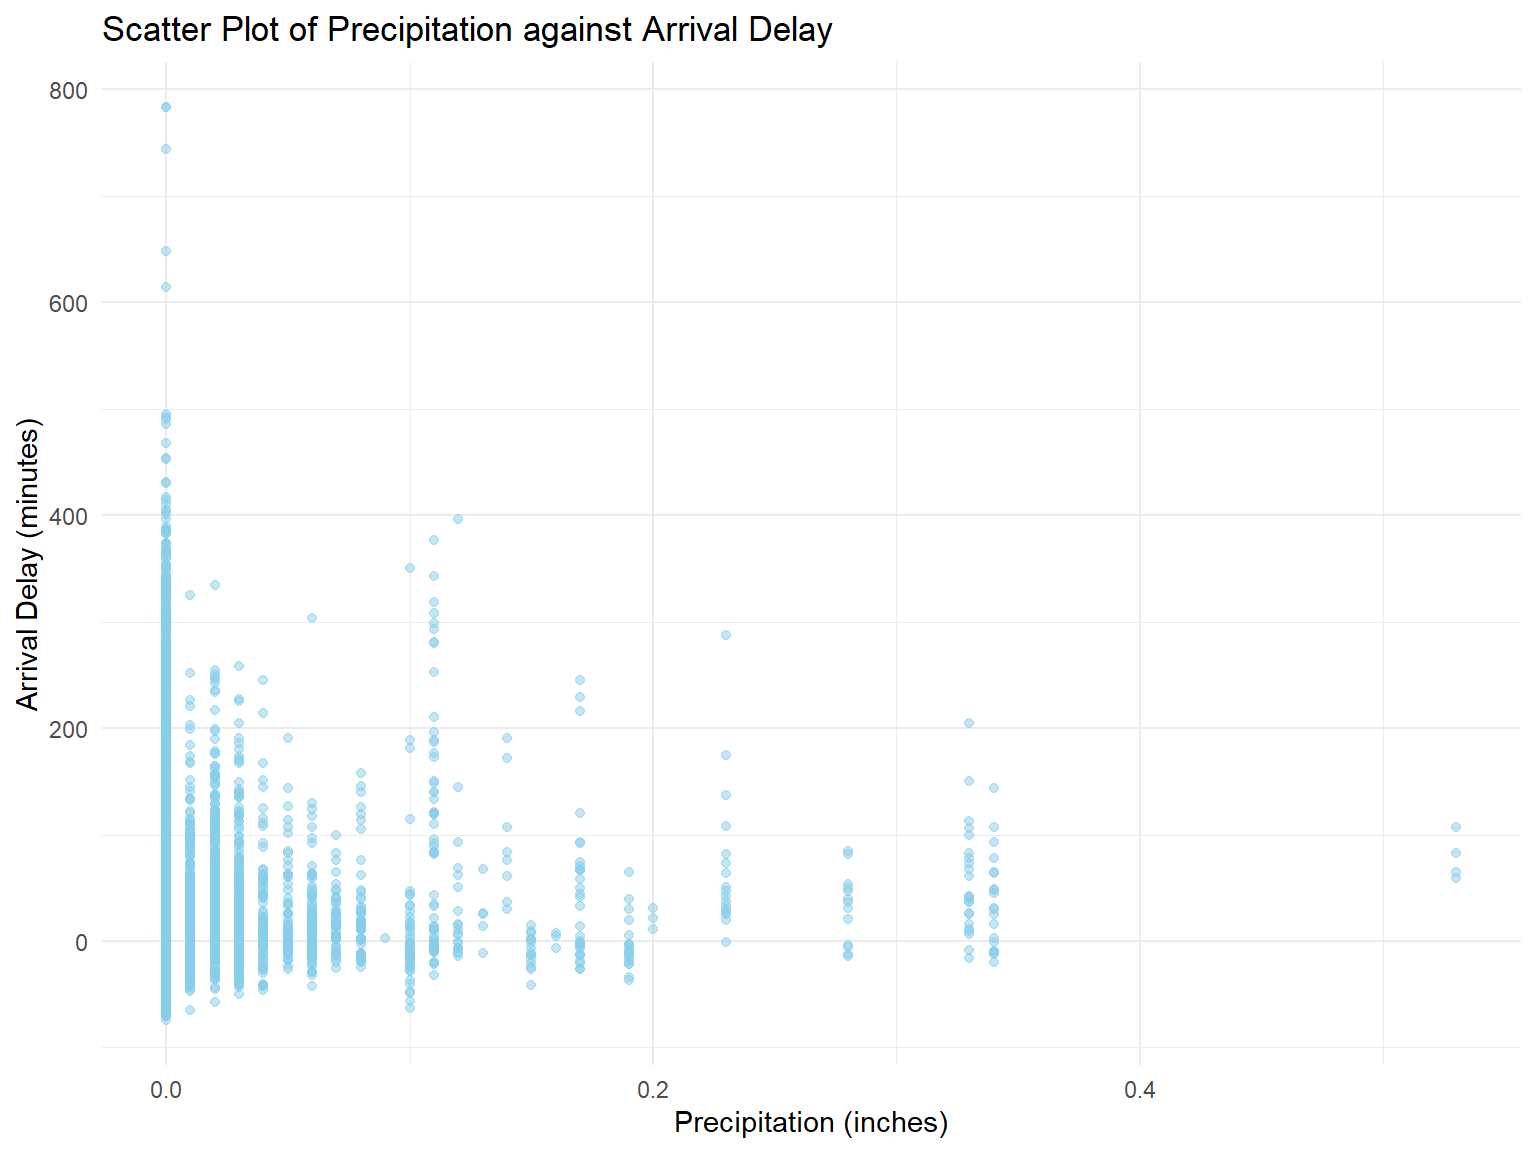 Scatter Plot of Precipitation against Arrival Delay
800
600
400
200
0
Arrival Delay (minutes)
0.0 0.2 0.4
Precipitation (inches)